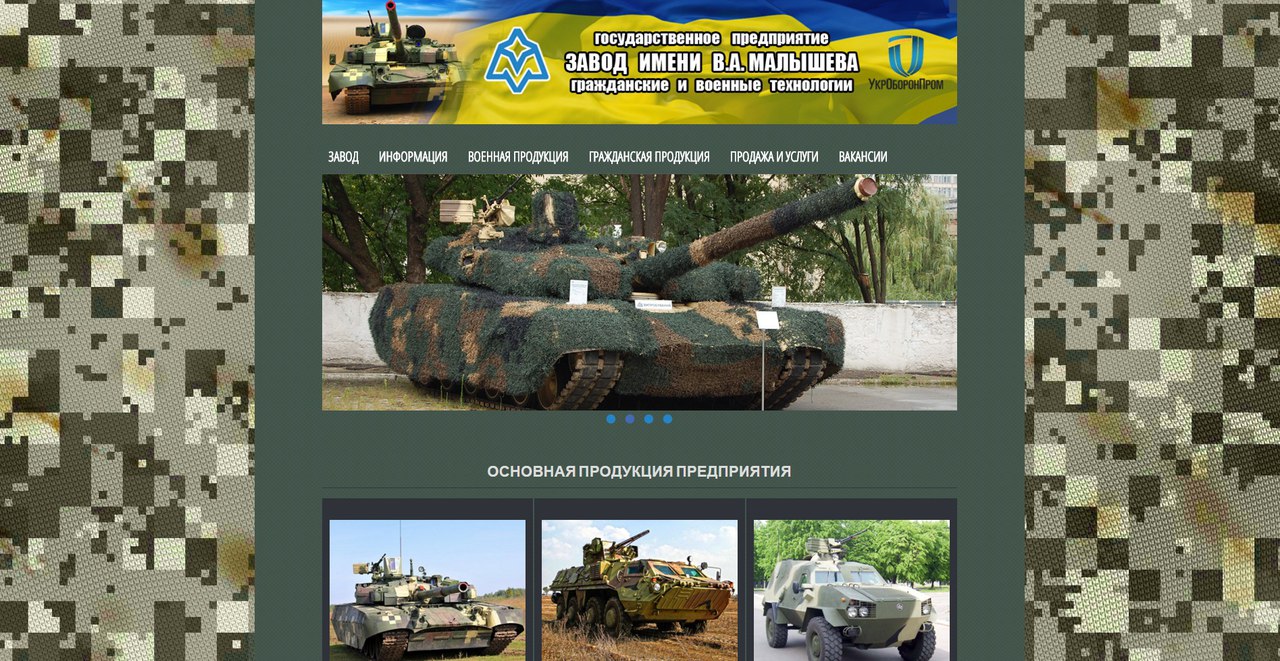 государственное предприятие
ЗАВОД ИМЕНИ В.А. МАЛЫШЕВА
гражданские и военные технологии
УкрОборонПром
ЗАВОД ИНФОРМАЦИЯ ВОЕННАЯ ПРОДУКЦИЯ ГРАЖДАНСКАЯ ПРОДУКЦИЯ ПРОДАЖА И УСЛУГИ ВАКАНСИИ
ОСНОВНАЯ ПРОДУКЦИЯ ПРЕДПРИЯТИЯ